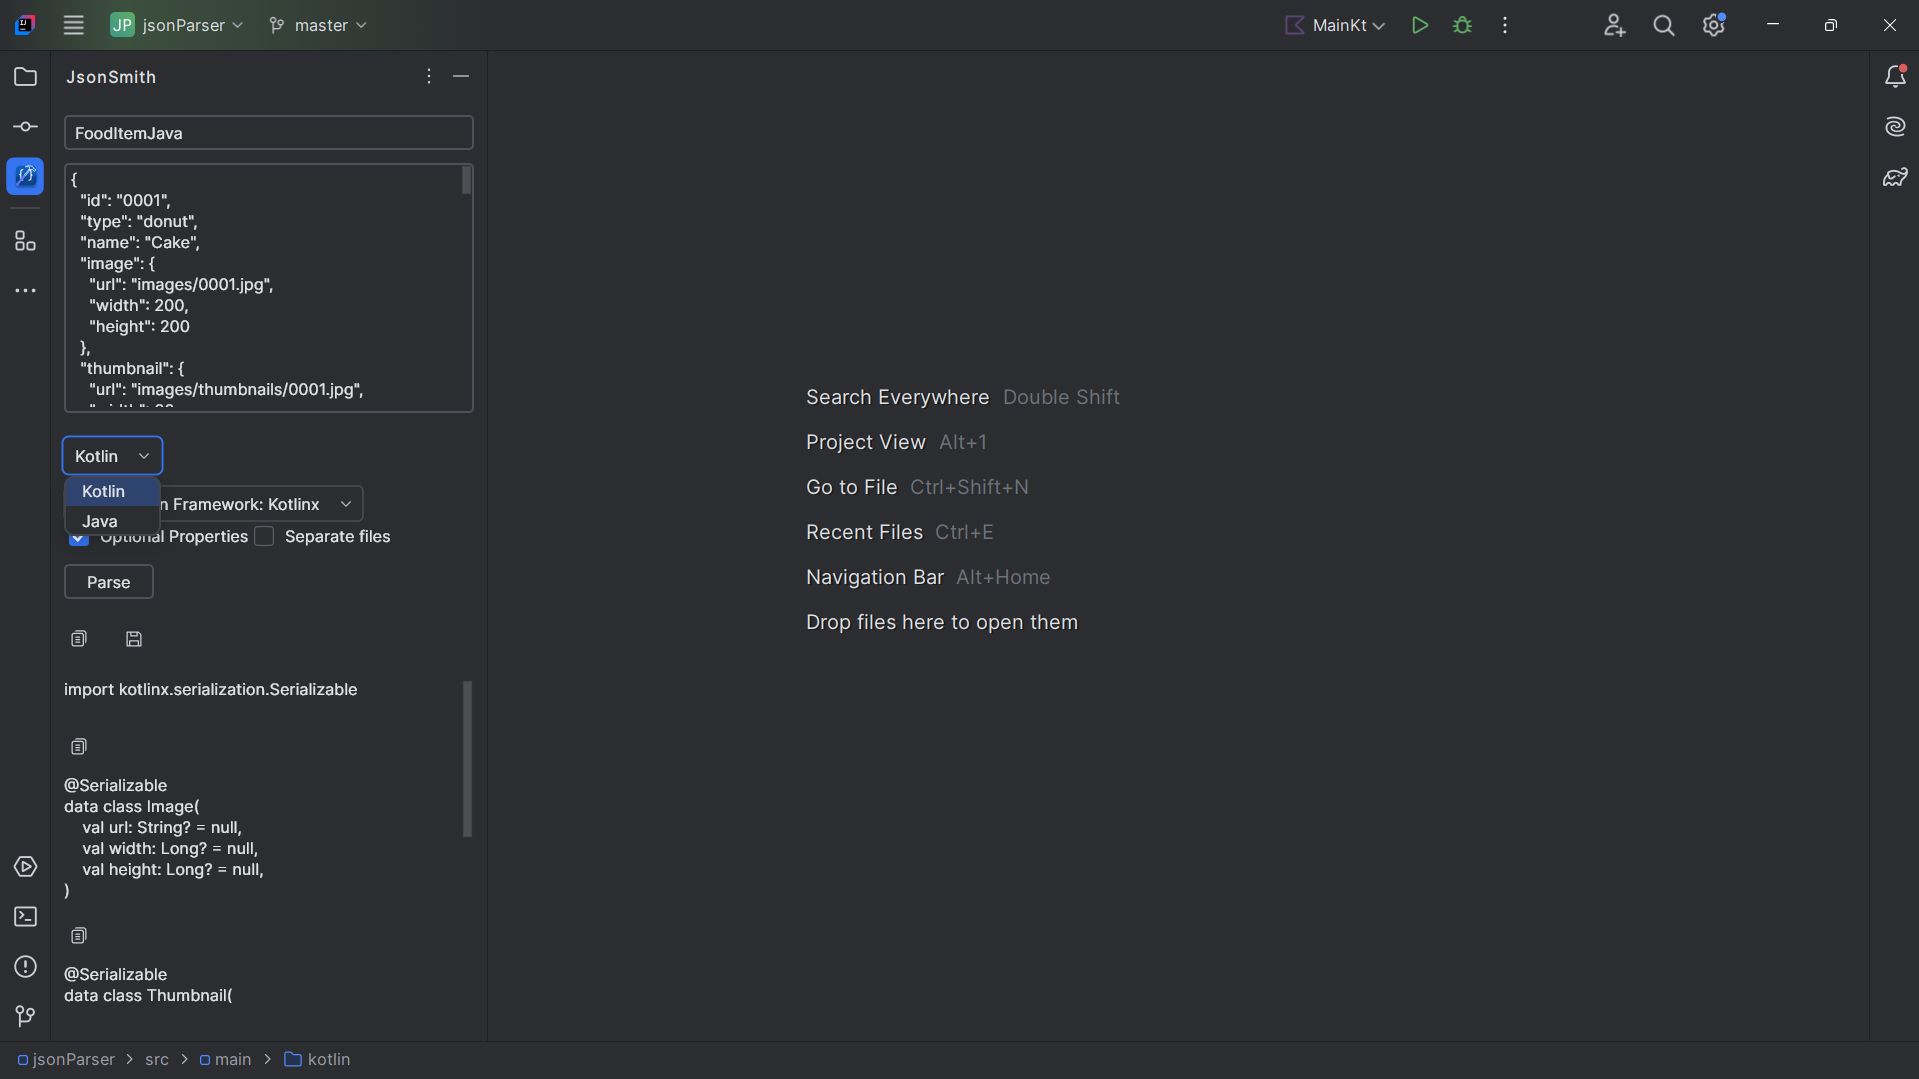 JP jsonParser master
MainKt
JsonSmith
FoodItemJava
{
"id": "0001",
"type": "donut",
"name": "Cake",
"image": {
"url": "images/0001.jpg",
"width": 200,
"height": 200
},
"thumbnail": {
"url": "images/thumbnails/0001.jpg",
Kotlin
Kotlin
n Framework: Kotlinx
Java
Optional Properties Separate files
Parse
import kotlinx.serialization.Serializable
@Serializable
data class Image(
val url: String? = null,
val width: Long? = null,
val height: Long? = null,
)
@Serializable
data class Thumbnail(
Search Everywhere Double Shift
Project View Alt+1
Go to File Ctrl+Shift+N
Recent Files Ctrl+E
Navigation Bar Alt+Home
Drop files here to open them
jsonParser > src > main > kotlin